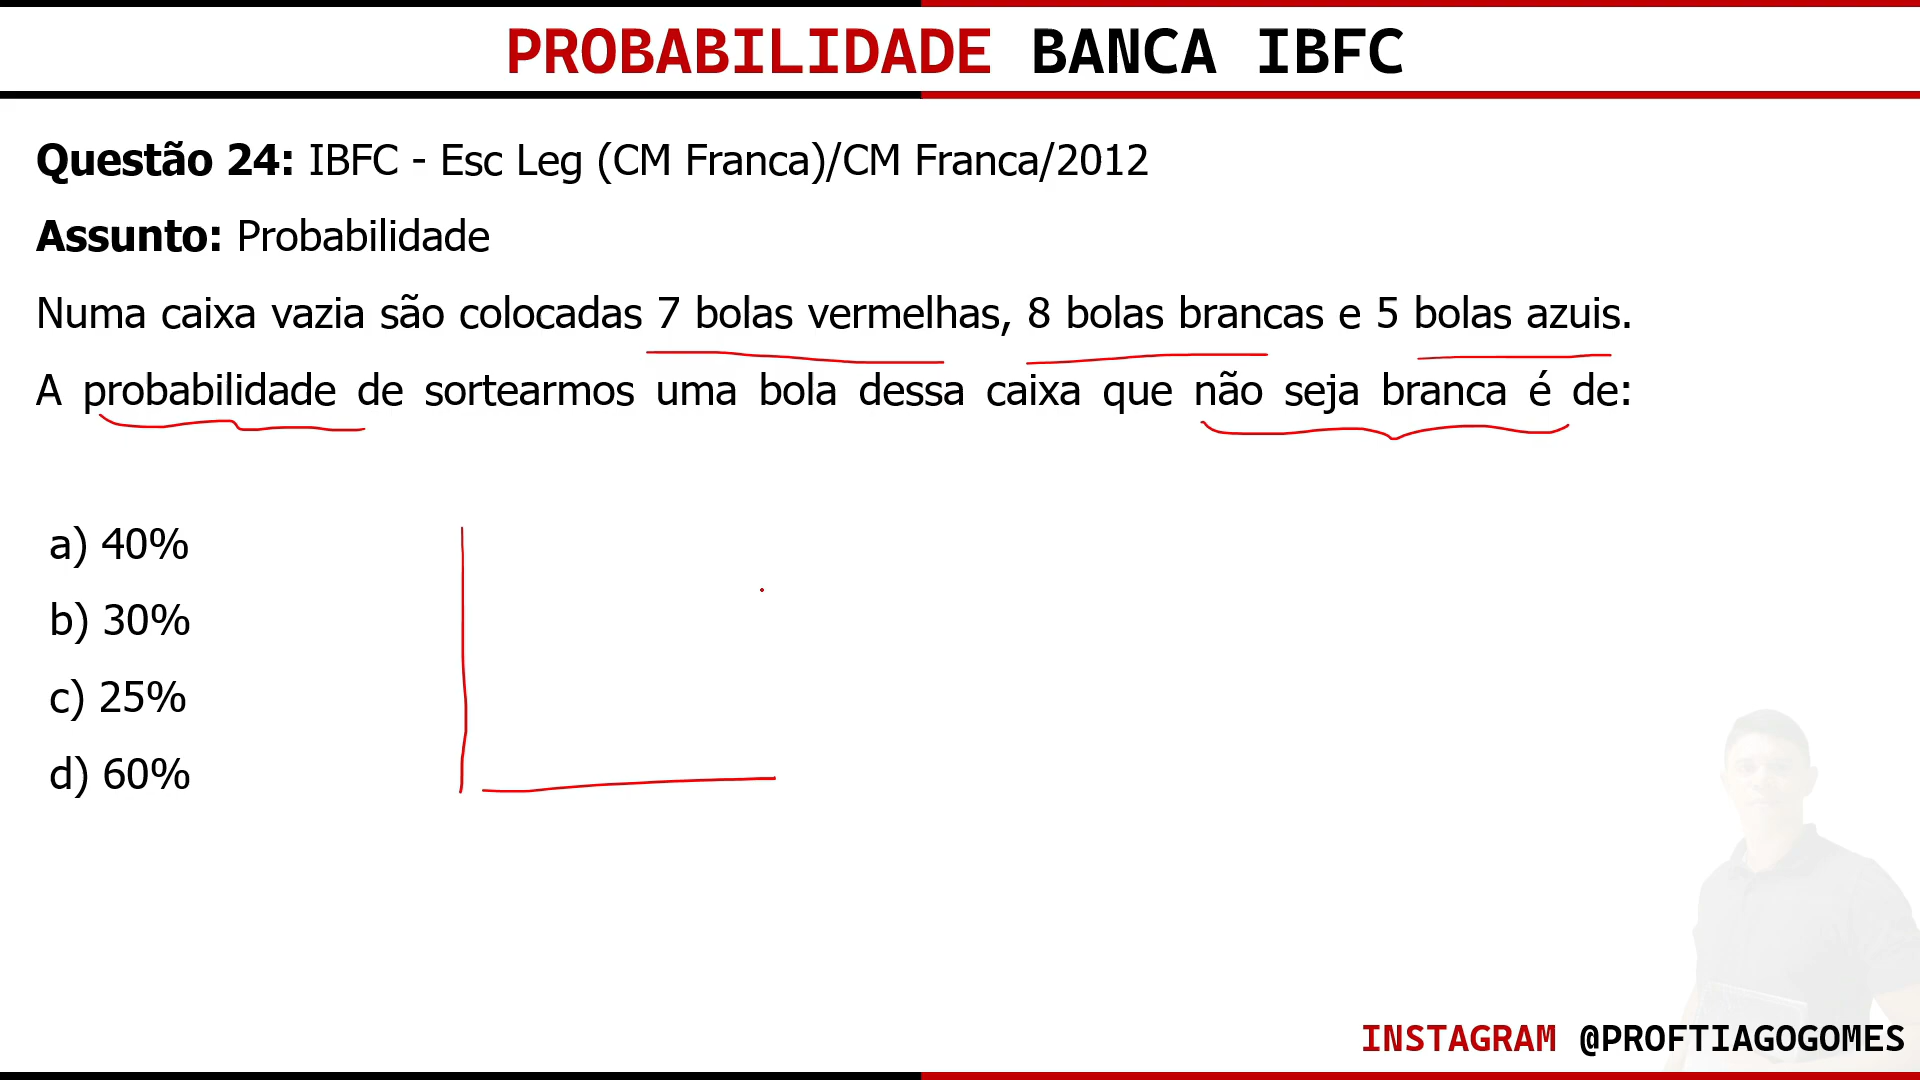 PROBABILIDADE BANCA IBFC
Questão 24: IBFC - Esc Leg (CM Franca)/CM Franca/2012
Assunto: Probabilidade
Numa caixa vazia são colocadas 7 bolas vermelhas, 8 bolas brancas e 5 bolas azuis.
A probabilidade de sortearmos uma bola dessa caixa que não seja branca é de:
a) 40%
b) 30%
c) 25%
d) 60%
INSTAGRAM @PROFTIAGOGOMES